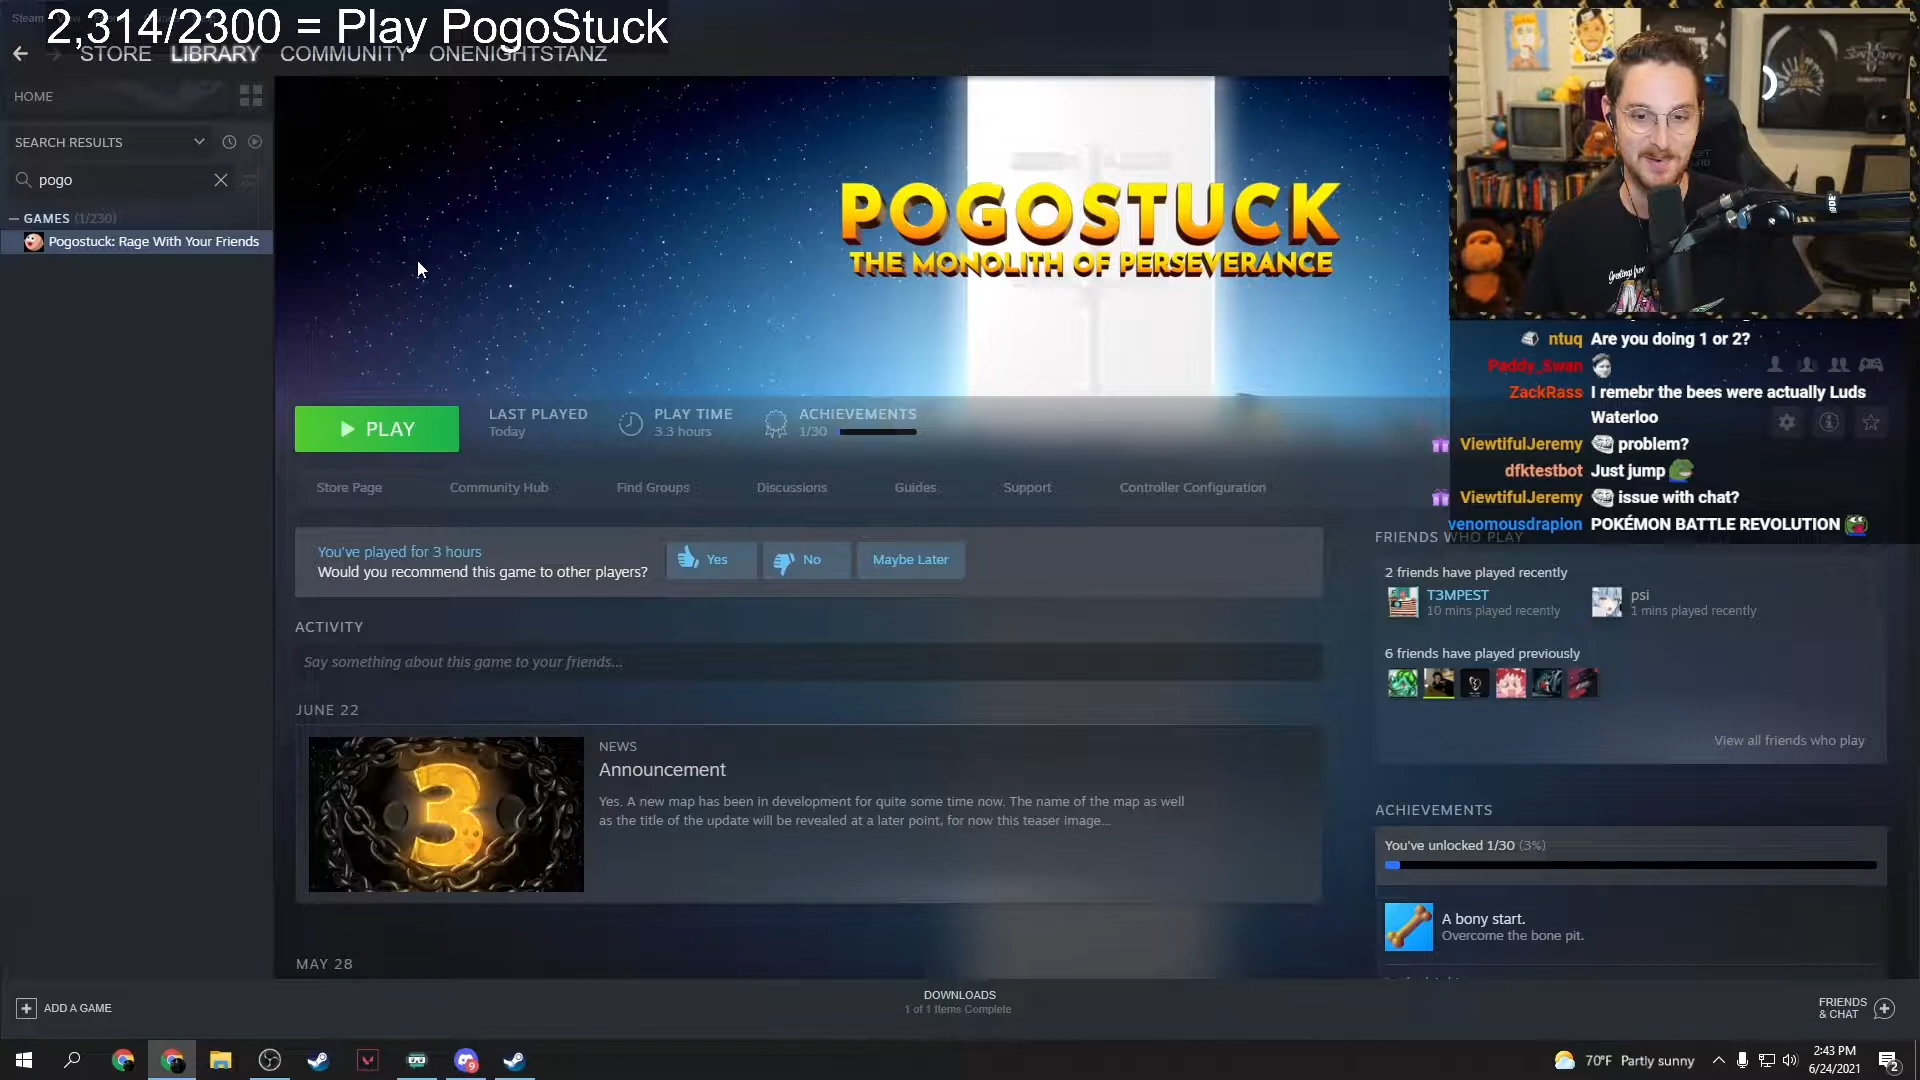 Steam
2,314/2300 = Play PogoStuck
STORE LIBRARY COMMUNITY ONENIGHTSTANZ
HOME
SEARCH RESULTS
pogo
GAMES (1/230)
Pogostuck: Rage With Your Friends
POGOSTUCK
THE MONOLITH OF PERSEVERANCE
PLAY
LAST PLAYED
Today
PLAY TIME
3.3 hours
ACHIEVEMENTS
1/30
Store Page Community Hub Find Groups Discussions Guides Support Controller Configuration
You've played for 3 hours
Would you recommend this game to other players?
Yes No Maybe Later
ACTIVITY
Say something about this game to your friends...
JUNE 22
3
NEWS
Announcement
Yes. A new map has been in development for quite some time now. The name of the map as well
as the title of the update will be revealed at a later point, for now this teaser image...
MAY 28
ntuq Are you doing 1 or 2?
Paddy_Swan
ZackRass I remebr the bees were actually Luds
Waterloo
ViewtifulJeremy problem?
dfktestbot Just jump
ViewtifulJeremy issue with chat?
venomousdrapion POKÉMON BATTLE REVOLUTION
FRIENDS WHO PLAY
2 friends have played recently
T3MPEST
10 mins played recently
psi
1 mins played recently
6 friends have played previously
View all friends who play
ACHIEVEMENTS
You've unlocked 1/30 (3%)
A bony start.
Overcome the bone pit.
ADD A GAME
DOWNLOADS
1 of 1 Items Complete
FRIENDS
& CHAT
9
70°F Partly sunny
2:43 PM
6/24/2021
2